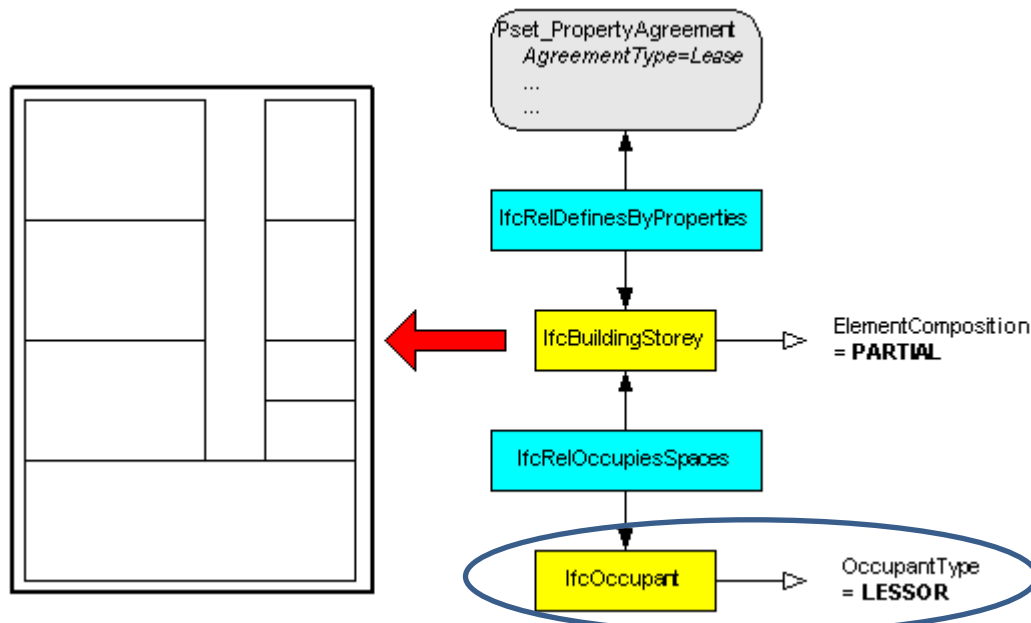 Pset_PropertyAgreement
AgreementType=Lease
...
...
IfcRelDefinesByProperties
IfcBuildingStorey
ElementComposition
= PARTIAL
IfcRelOccupiesSpaces
IfcOccupant
OccupantType
= LESSOR